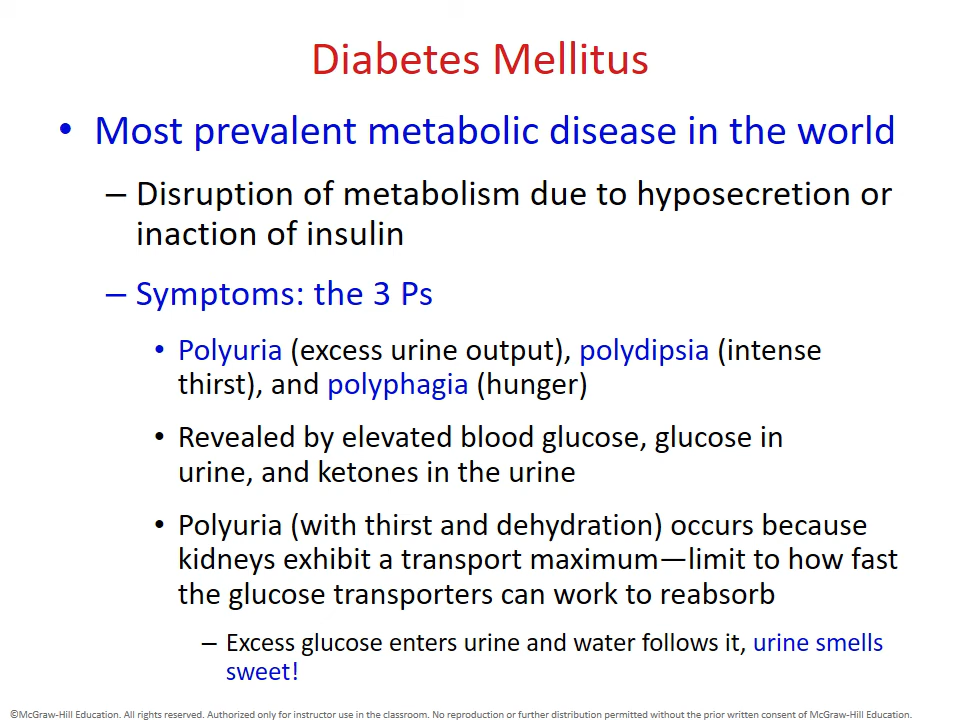 Diabetes Mellitus
• Most prevalent metabolic disease in the world
– Disruption of metabolism due to hyposecretion or
inaction of insulin
– Symptoms: the 3 Ps
• Polyuria (excess urine output), polydipsia (intense
thirst), and polyphagia (hunger)
• Revealed by elevated blood glucose, glucose in
urine, and ketones in the urine
• Polyuria (with thirst and dehydration) occurs because
kidneys exhibit a transport maximum—limit to how fast
the glucose transporters can work to reabsorb
– Excess glucose enters urine and water follows it, urine smells
sweet!
©McGraw-Hill Education. All rights reserved. Authorized only for instructor use in the classroom. No reproduction or further distribution permitted without the prior written consent of McGraw-Hill Education.